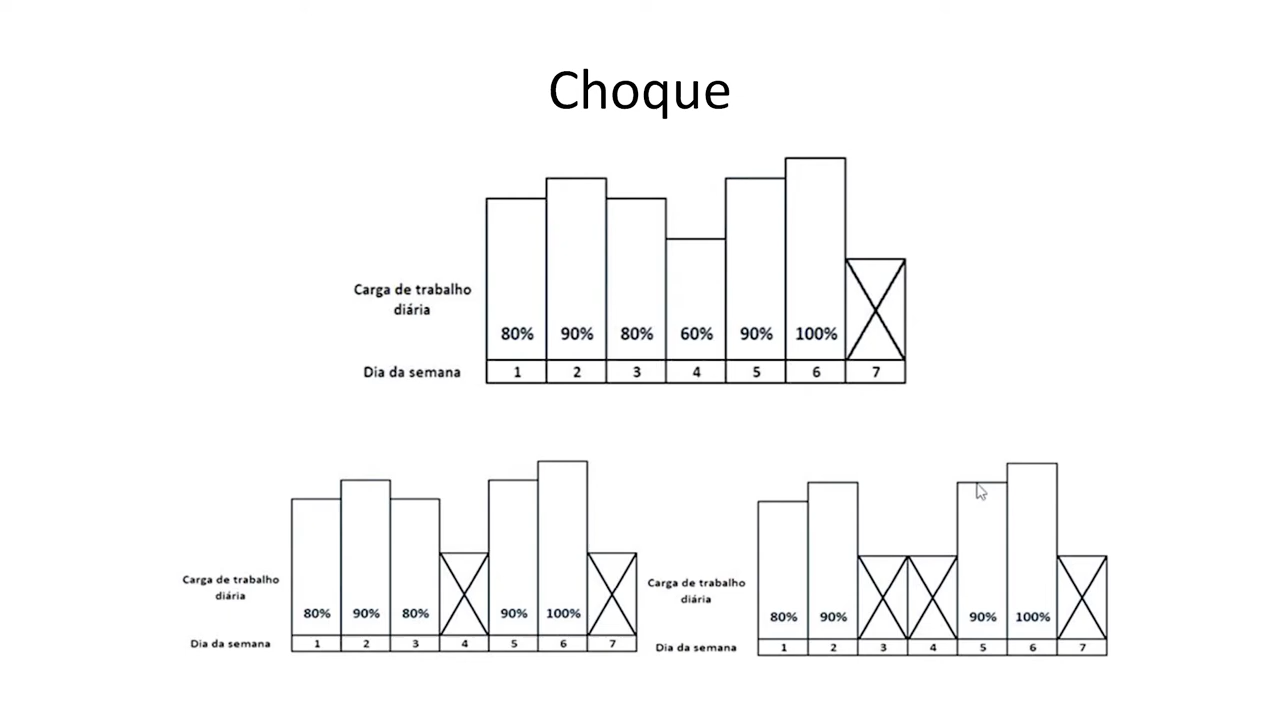 Choque
Carga de trabalho
diária
80% 90% 80% 60% 90% 100%
Dia da semana 1 2 3 4 5 6 7
Carga de trabalho
diária
80% 90% 80% 90% 100%
Dia da semana 1 2 3 4 5 6 7
Carga de trabalho
diária
80% 90% 90% 100%
Dia da semana 1 2 3 4 5 6 7